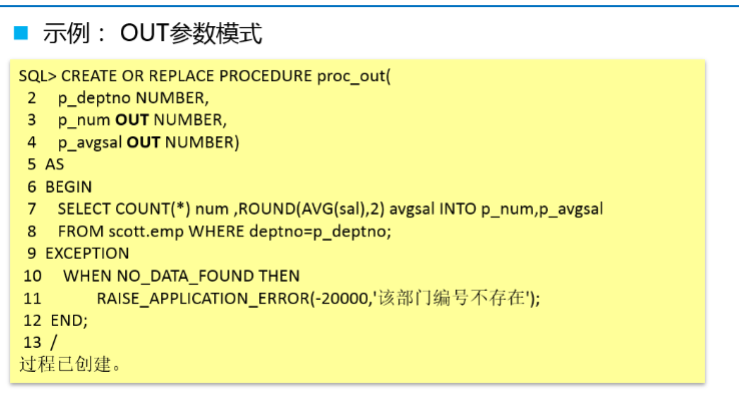 示例： OUT参数模式
SQL> CREATE OR REPLACE PROCEDURE proc_out(
2 p_deptno NUMBER,
3 p_num OUT NUMBER,
4 p_avgsal OUT NUMBER)
5 AS
6 BEGIN
7 SELECT COUNT(*) num ,ROUND(AVG(sal),2) avgsal INTO p_num,p_avgsal
8 FROM scott.emp WHERE deptno=p_deptno;
9 EXCEPTION
10 WHEN NO_DATA_FOUND THEN
11 RAISE_APPLICATION_ERROR(-20000,'该部门编号不存在');
12 END;
13 /
过程已创建。